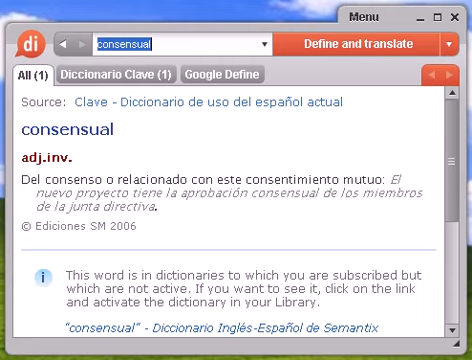 Menu
di
consensual
Define and translate
All (1)
Diccionario Clave (1)
Google Define
Source: Clave - Diccionario de uso del español actual
consensual
adj.inv.
Del consenso o relacionado con este consentimiento mutuo: El
nuevo proyecto tiene la aprobación consensual de los miembros
de la junta directiva.
© Ediciones SM 2006
i
This word is in dictionaries to which you are subscribed but
which are not active. If you want to see it, click on the link
and activate the dictionary in your Library.
"consensual" - Diccionario Inglés-Español de Semantix